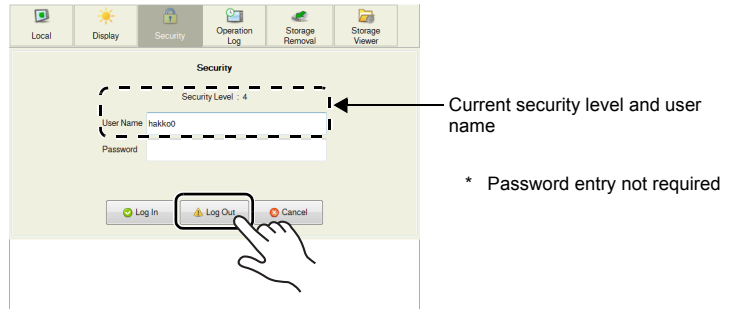 Local
Display
Security
Operation
Log
Storage
Removal
Storage
Viewer
Security
Security Level : 4
User Name hakko0
Password
Log In
Log Out
Cancel
Current security level and user
name
* Password entry not required